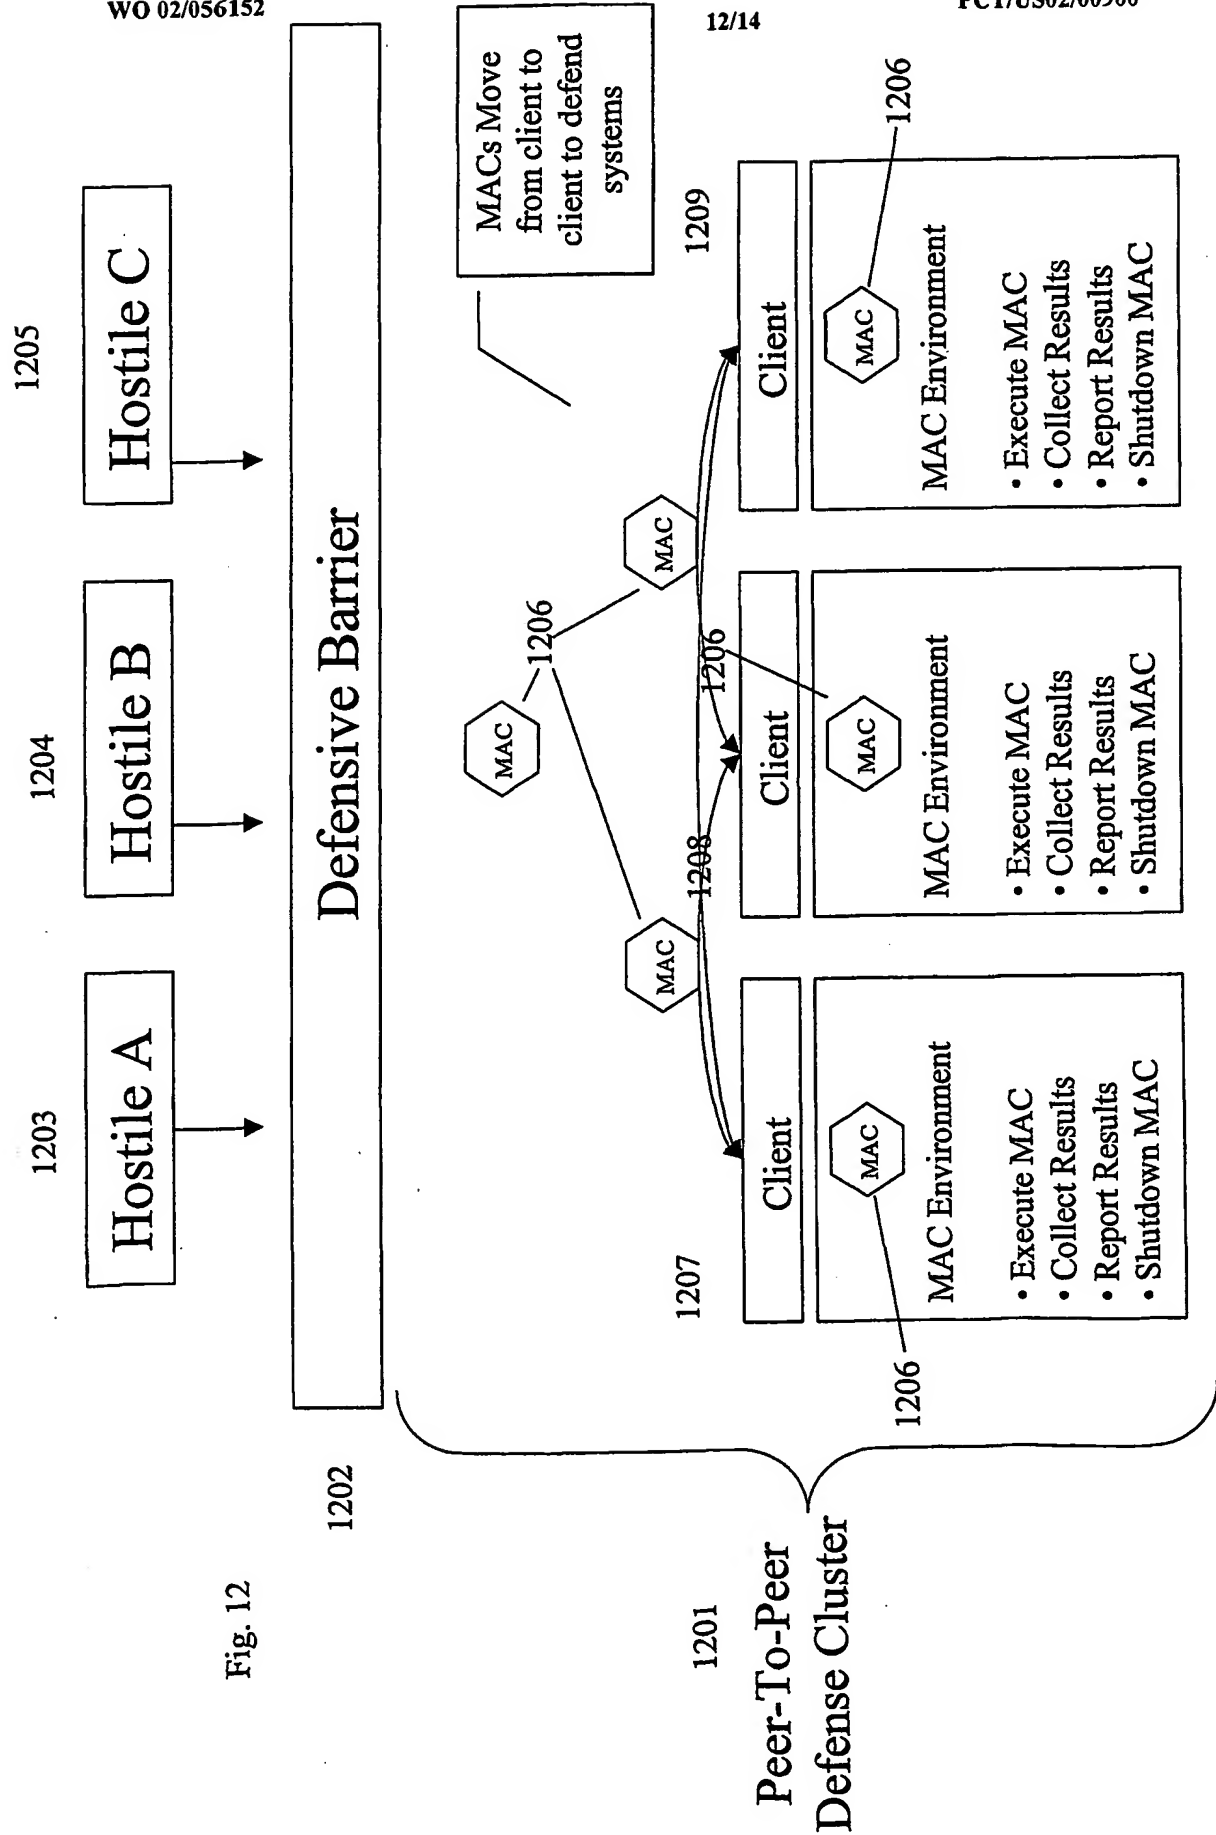 WO 02/056152
12/14
Fig. 12
1203
1204
1205
Hostile A
Hostile B
Hostile C
1202
Defensive Barrier
MACs Move
from client to
client to defend
systems
MAC
1206
MAC
MAC
1201
Peer-To-Peer
Defense Cluster
1207
1208
1206
1209
Client
Client
Client
1206
MAC
MAC Environment
• Execute MAC
• Collect Results
• Report Results
• Shutdown MAC
MAC
MAC Environment
• Execute MAC
• Collect Results
• Report Results
• Shutdown MAC
1206
MAC
MAC Environment
• Execute MAC
• Collect Results
• Report Results
• Shutdown MAC